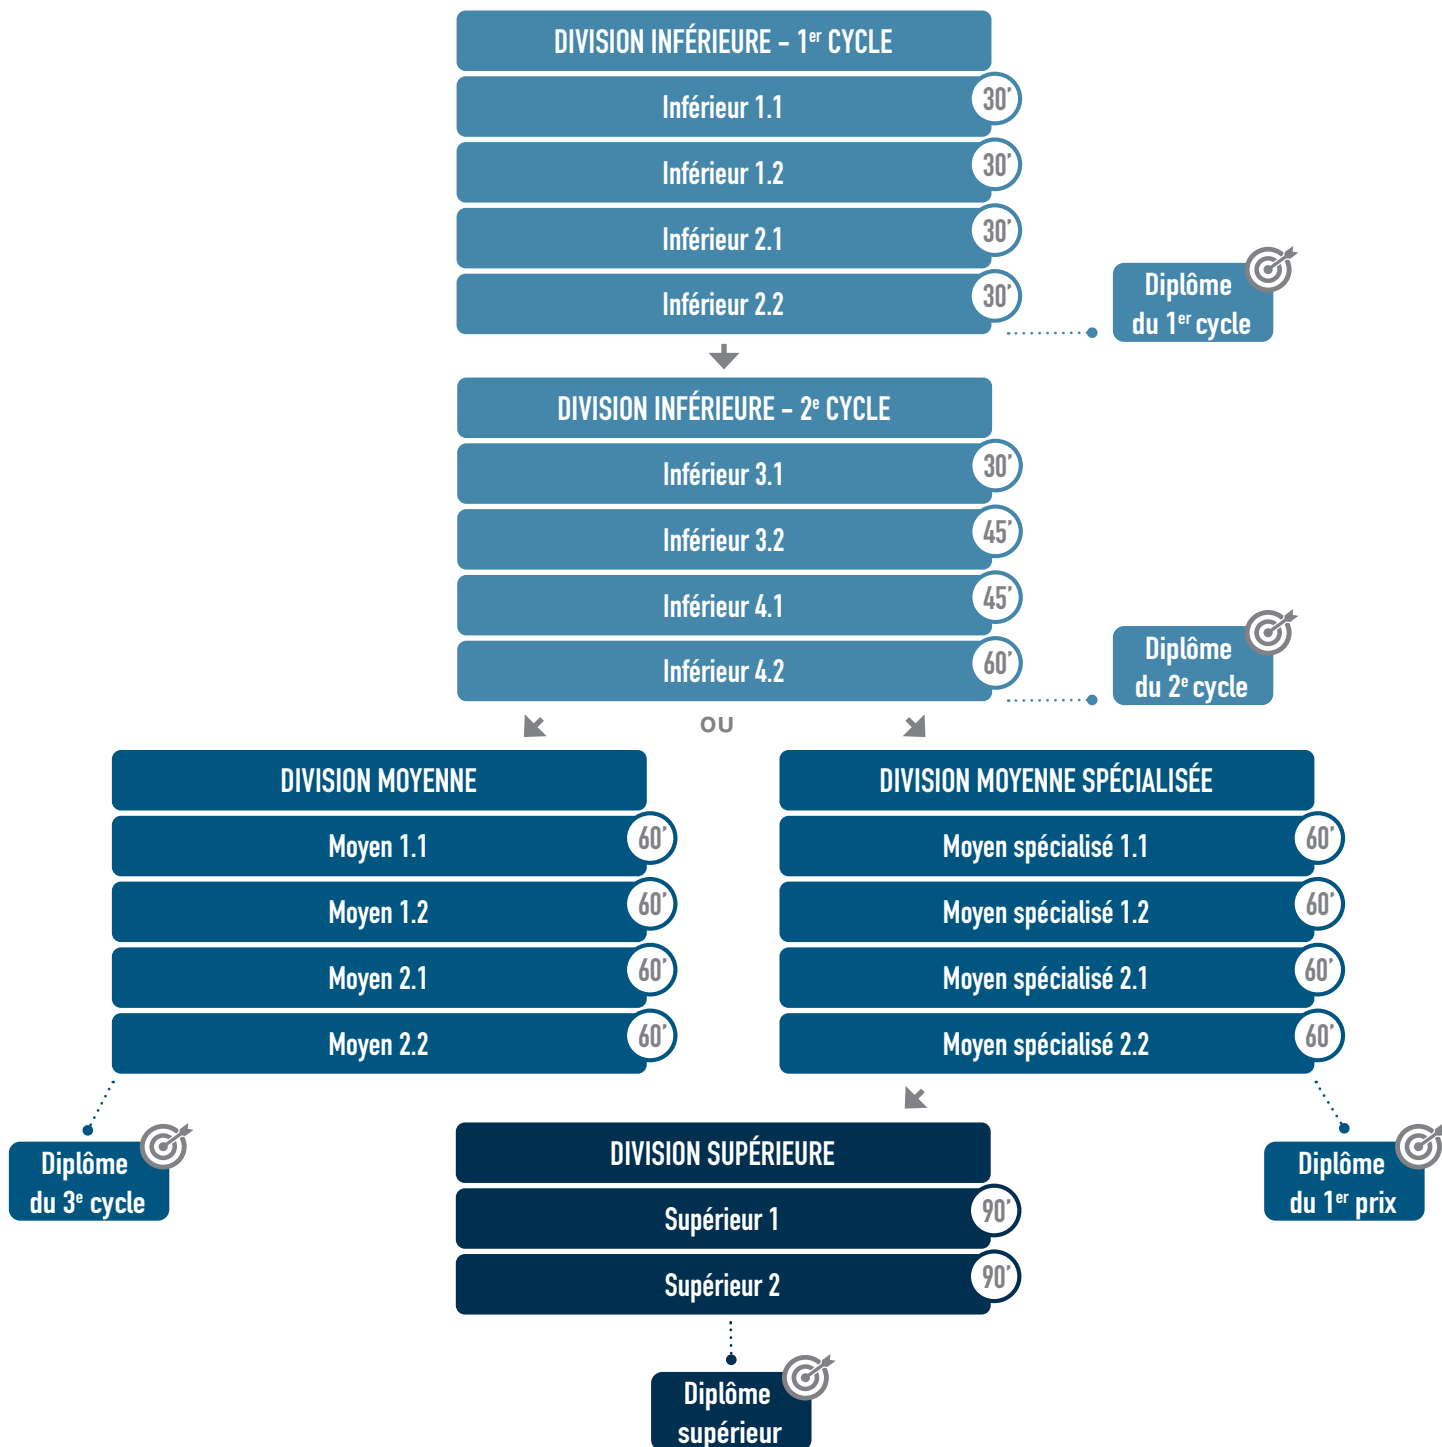 DIVISION INFÉRIEURE – 1er CYCLE
Inférieur 1.1
30’
Inférieur 1.2
30’
Inférieur 2.1
30’
Inférieur 2.2
30’
Diplôme
du 1er cycle
DIVISION INFÉRIEURE – 2e CYCLE
Inférieur 3.1
30’
Inférieur 3.2
45’
Inférieur 4.1
45’
Inférieur 4.2
60’
Diplôme
du 2e cycle
OU
DIVISION MOYENNE
Moyen 1.1
60’
Moyen 1.2
60’
Moyen 2.1
60’
Moyen 2.2
60’
Diplôme
du 3e cycle
DIVISION MOYENNE SPÉCIALISÉE
Moyen spécialisé 1.1
60’
Moyen spécialisé 1.2
60’
Moyen spécialisé 2.1
60’
Moyen spécialisé 2.2
60’
Diplôme
du 1er prix
DIVISION SUPÉRIEURE
Supérieur 1
90’
Supérieur 2
90’
Diplôme
supérieur